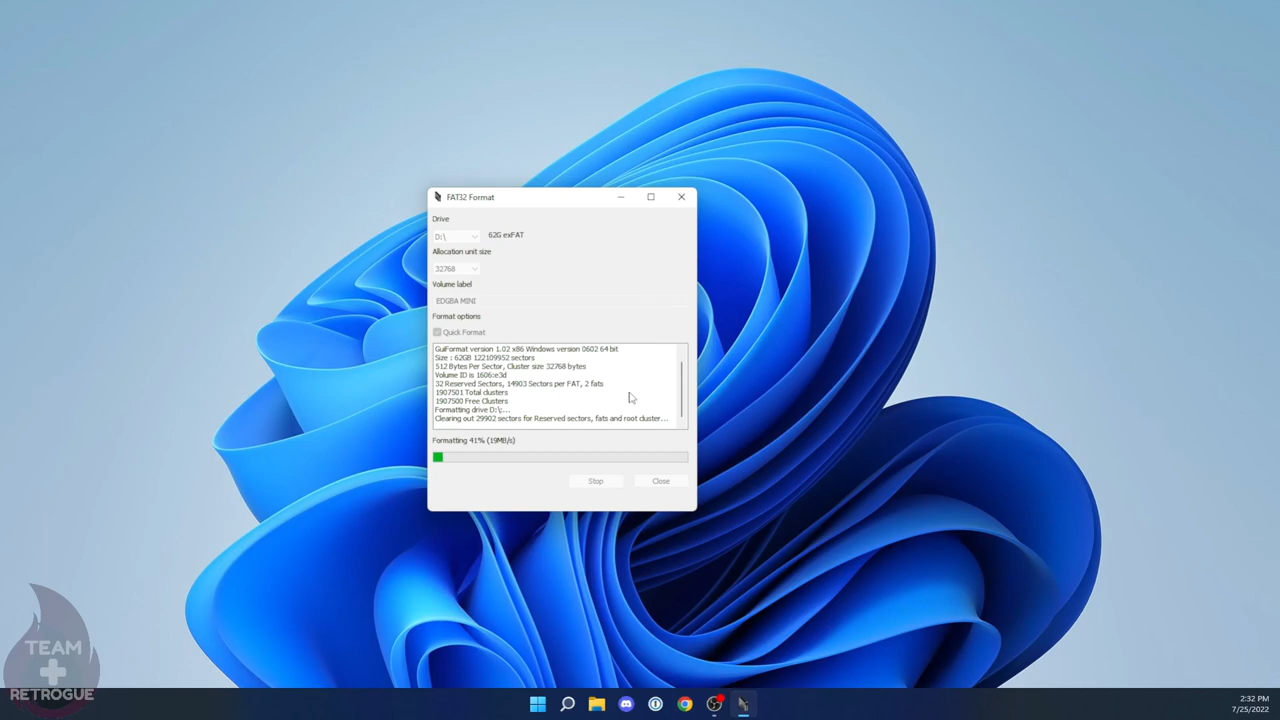 FAT32 Format
Drive
D:\ 62G exFAT
Allocation unit size
32768
Volume label
EDGBA MINI
Format options
Quick Format
GuiFormat version 1.02 x86 Windows version 0602 64 bit
Size : 62GB 122109952 sectors
512 Bytes Per Sector, Cluster size 32768 bytes
Volume ID is 1606:e3d
32 Reserved Sectors, 14903 Sectors per FAT, 2 fats
1907501 Total clusters
1907500 Free Clusters
Formatting drive D:\:...
Clearing out 29902 sectors for Reserved sectors, fats and root cluster...
Formatting 41% (19MB/s)
Stop Close
TEAM
RETROGUE
2:32 PM
7/25/2022